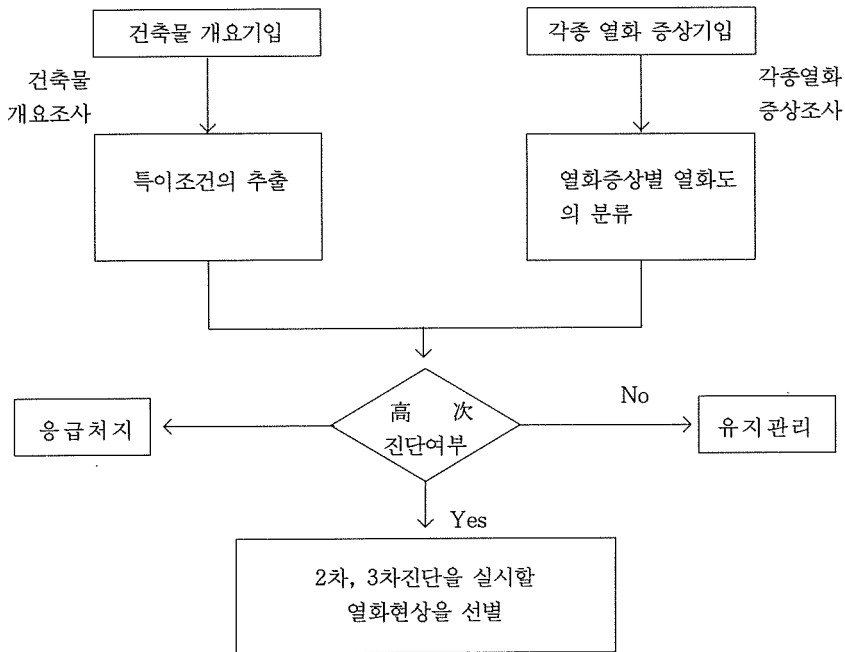 건축물 개요기입
각종 열화 증상기입
건축물
개요조사
각종열화
증상조사
특이조건의 추출
열화증상별 열화도
의 분류
高 次
진단여부
No
응급처지
유지관리
Yes
2차, 3차진단을 실시할
열화현상을 선별